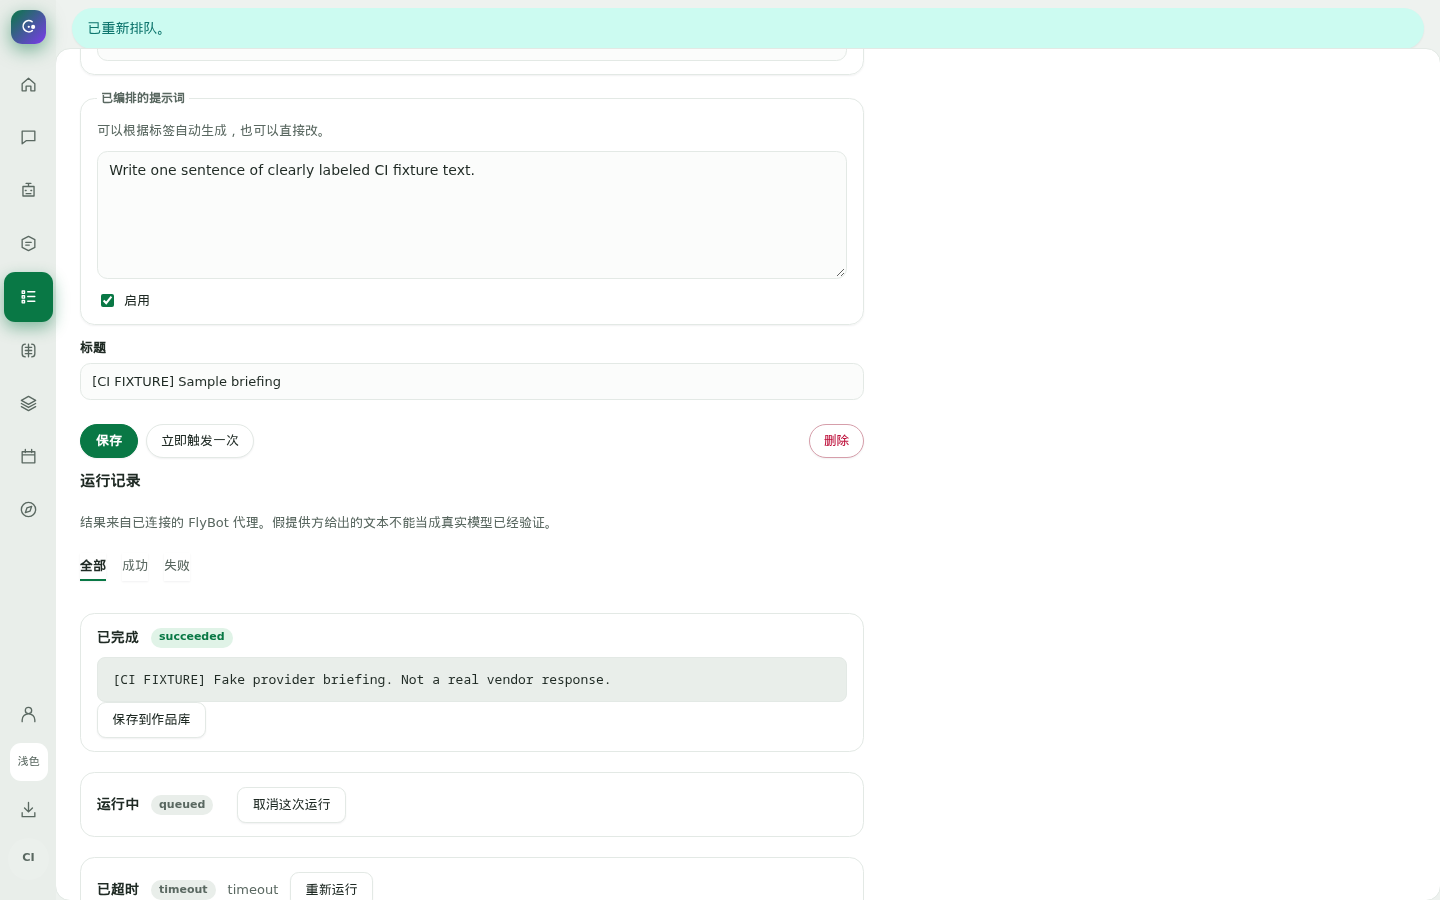 已重新排队。
已编排的提示词
可以根据标签自动生成，也可以直接改。
Write one sentence of clearly labeled CI fixture text.
启用
标题
[CI FIXTURE] Sample briefing
保存 立即触发一次 删除
运行记录
结果来自已连接的 FlyBot 代理。假提供方给出的文本不能当成真实模型已经验证。
全部 成功 失败
已完成 succeeded
[CI FIXTURE] Fake provider briefing. Not a real vendor response.
保存到作品库
浅色
运行中 queued 取消这次运行
CI
已超时 timeout timeout 重新运行